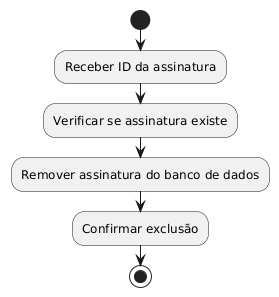 Receber ID da assinatura
Verificar se assinatura existe
Remover assinatura do banco de dados
Confirmar exclusão